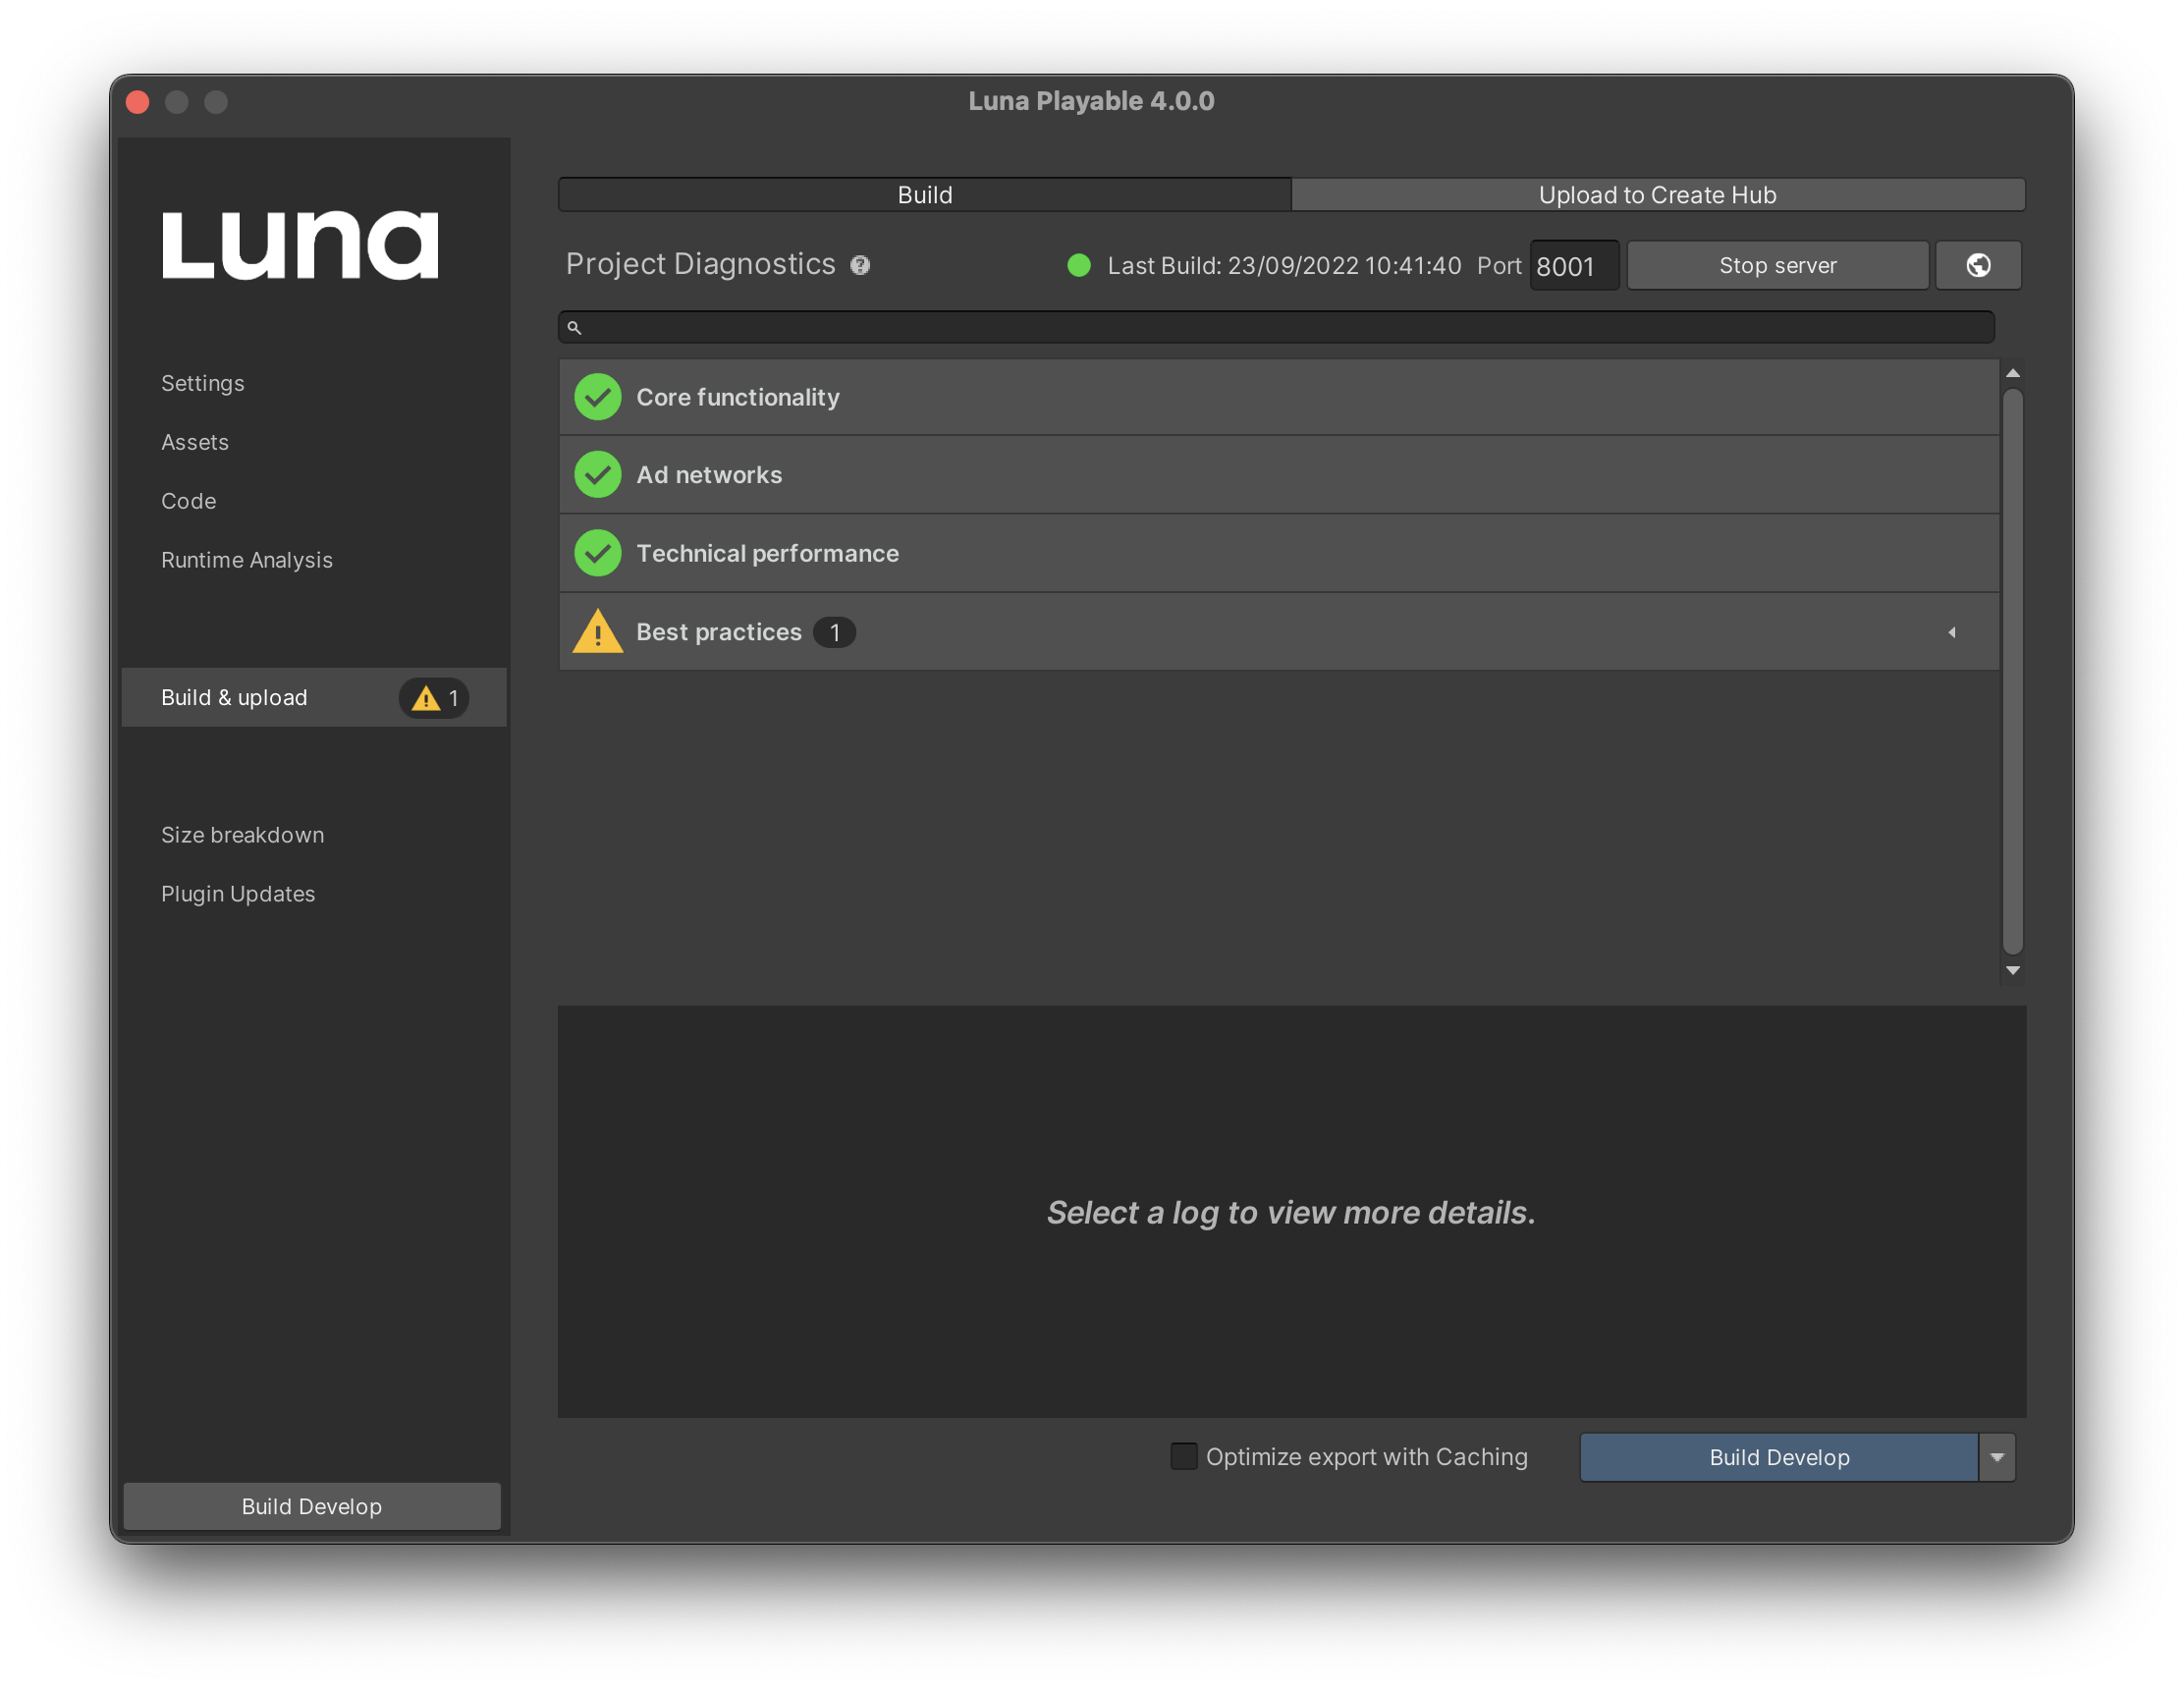 Luna Playable 4.0.0
Luna
Settings
Assets
Code
Runtime Analysis
Build & upload 1
Size breakdown
Plugin Updates
Build Develop
Build Upload to Create Hub
Project Diagnostics Last Build: 23/09/2022 10:41:40 Port 8001 Stop server
Core functionality
Ad networks
Technical performance
Best practices 1
Select a log to view more details.
Optimize export with Caching Build Develop